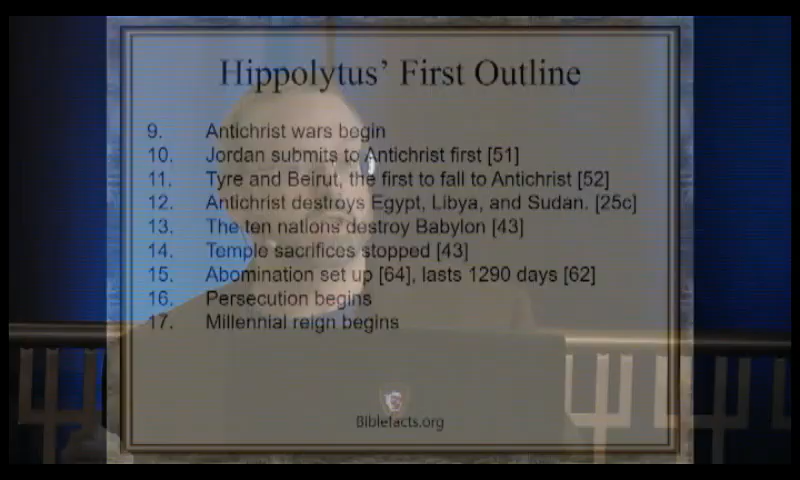 Hippolytus' First Outline
9. Antichrist wars begin
10. Jordan submits to Antichrist first [51]
11. Tyre and Beirut, the first to fall to Antichrist [52]
12. Antichrist destroys Egypt, Libya, and Sudan. [25c]
13. The ten nations destroy Babylon [43]
14. Temple sacrifices stopped [43]
15. Abomination set up [64], lasts 1290 days [62]
16. Persecution begins
17. Millennial reign begins
Biblefacts.org